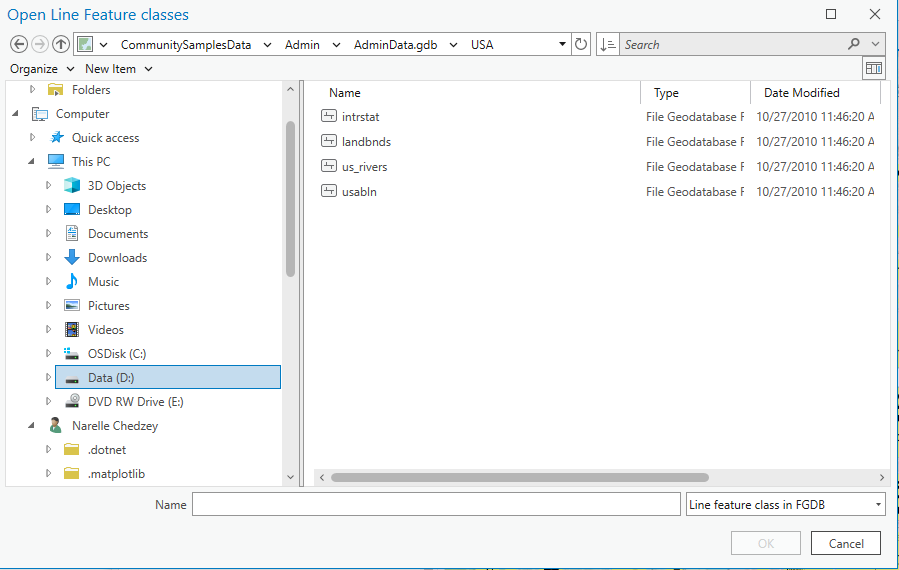 Open Line Feature classes
CommunitySamplesData Admin AdminData.gdb USA Search
Organize New Item
Folders
Computer
Quick access
This PC
3D Objects
Desktop
Documents
Downloads
Music
Pictures
Videos
OSDisk (C:)
Data (D:)
DVD RW Drive (E:)
Narelle Chedzey
.dotnet
.matplotlib
Name Type Date Modified
intrstat File Geodatabase F 10/27/2010 11:46:20 A
landbnds File Geodatabase F 10/27/2010 11:46:20 A
us_rivers File Geodatabase F 10/27/2010 11:46:20 A
usabln File Geodatabase F 10/27/2010 11:46:20 A
Name Line feature class in FGDB
OK Cancel